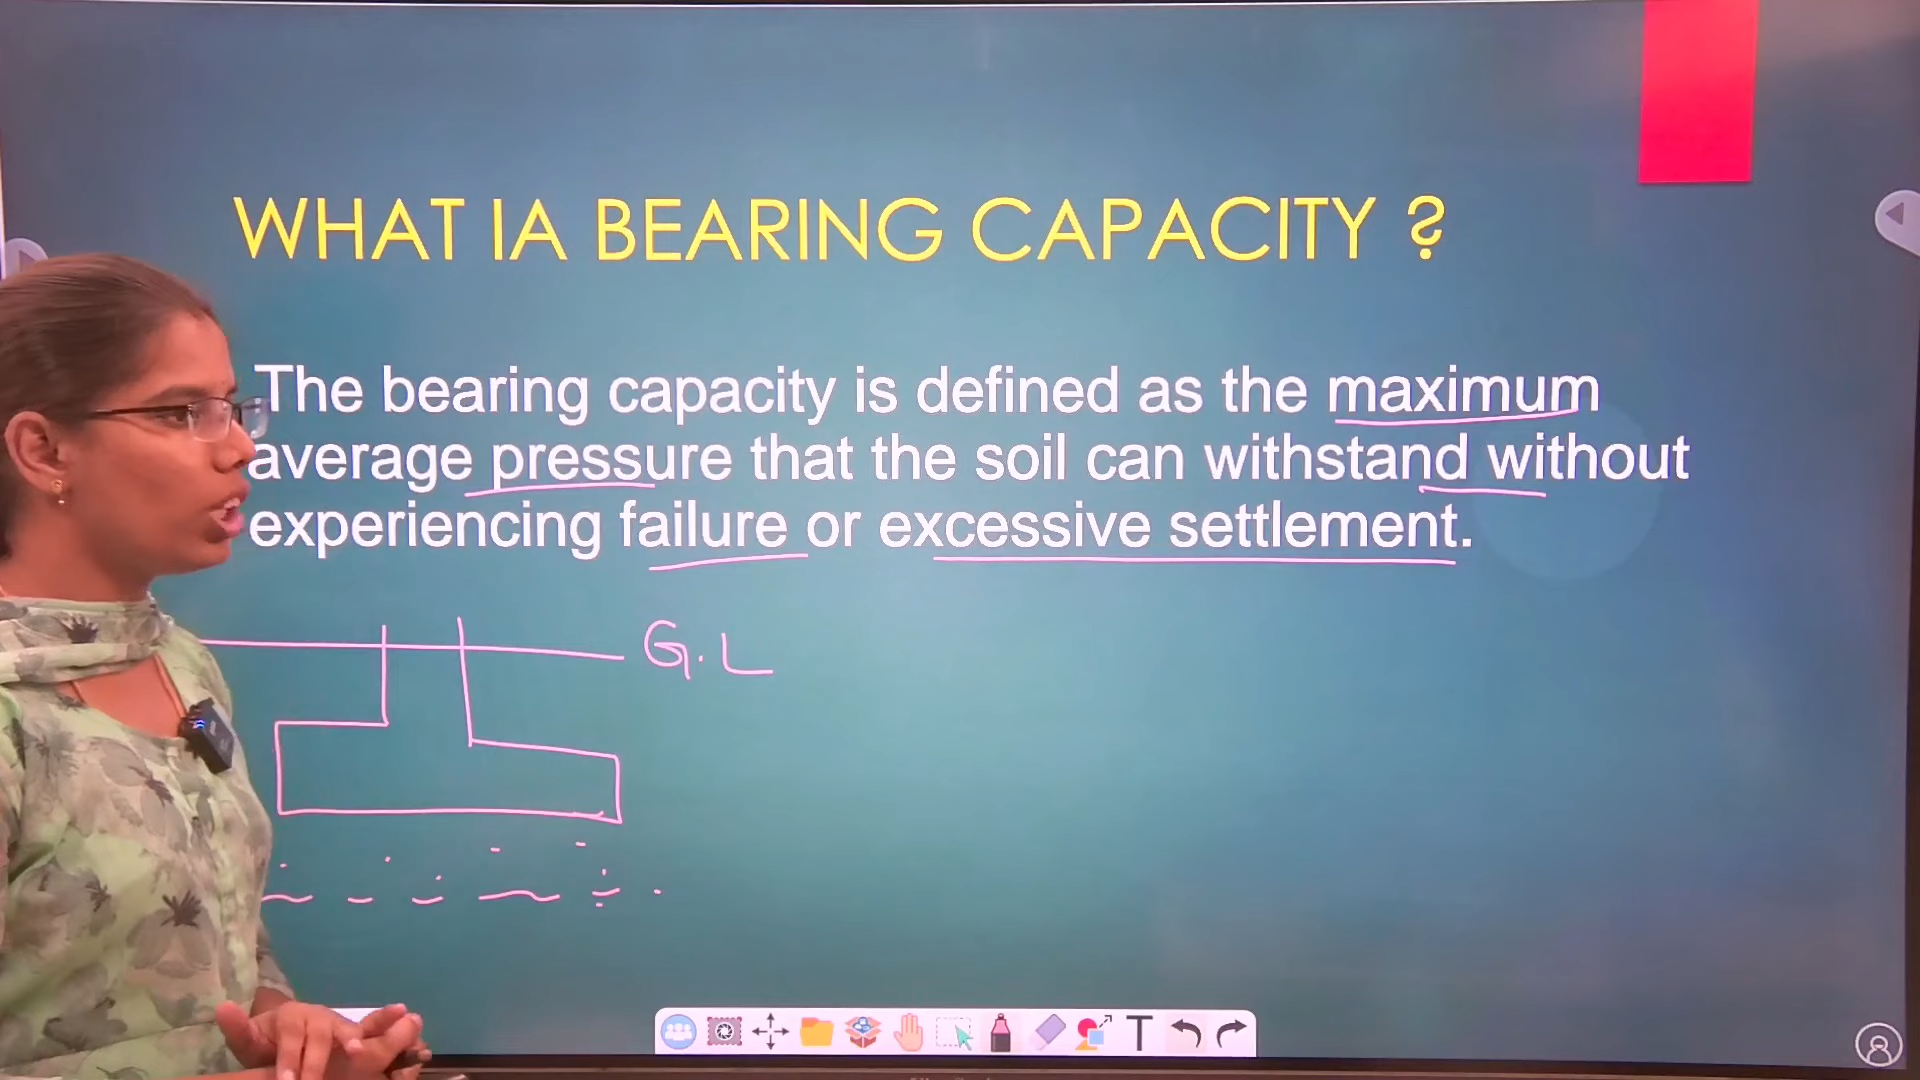 WHAT IA BEARING CAPACITY ?
The bearing capacity is defined as the maximum
average pressure that the soil can withstand without
experiencing failure or excessive settlement.
G.L
T